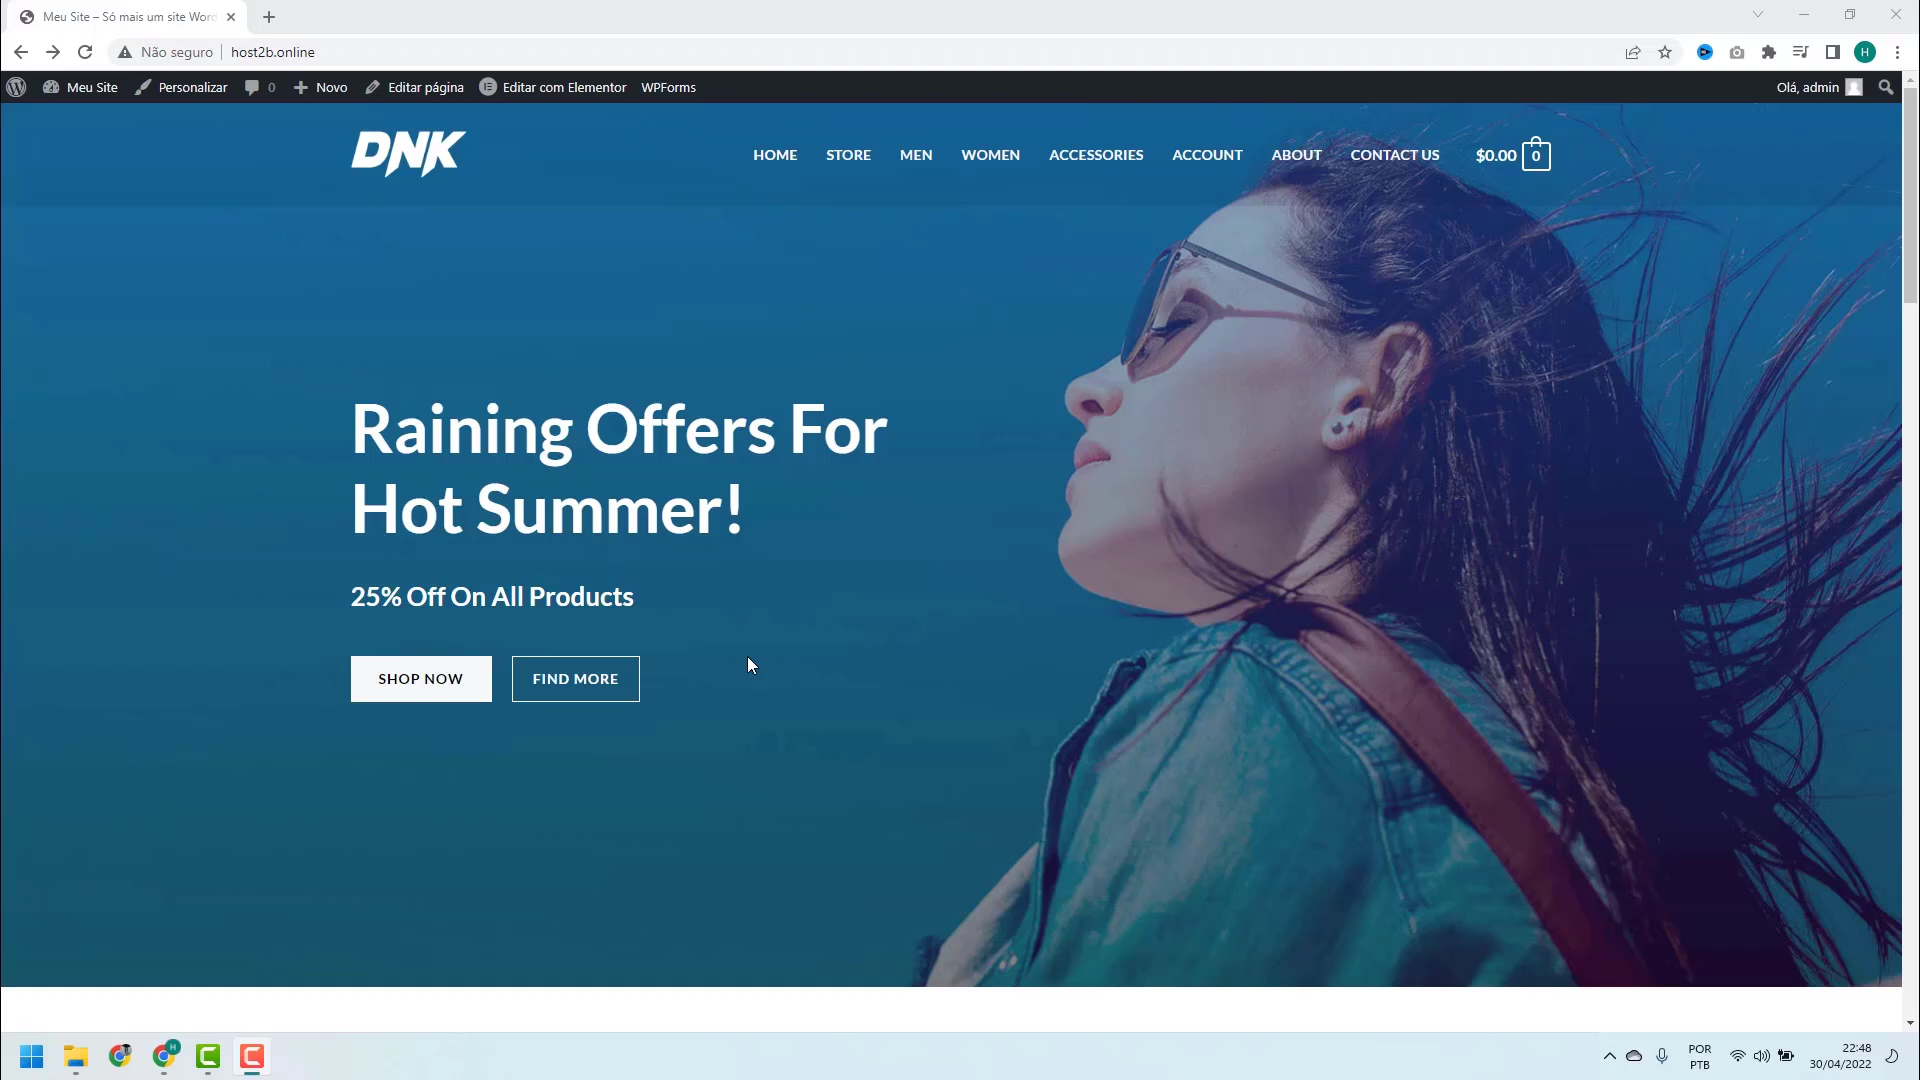 Meu Site – Só mais um site Word
Não seguro
host2b.online
H
Meu Site
Personalizar
0
Novo
Editar página
Editar com Elementor
WPForms
Olá, admin
DNK
HOME
STORE
MEN
WOMEN
ACCESSORIES
ACCOUNT
ABOUT
CONTACT US
$0.00
0
Raining Offers For
Hot Summer!
25% Off On All Products
SHOP NOW
FIND MORE
H
POR
PTB
22:48
30/04/2022